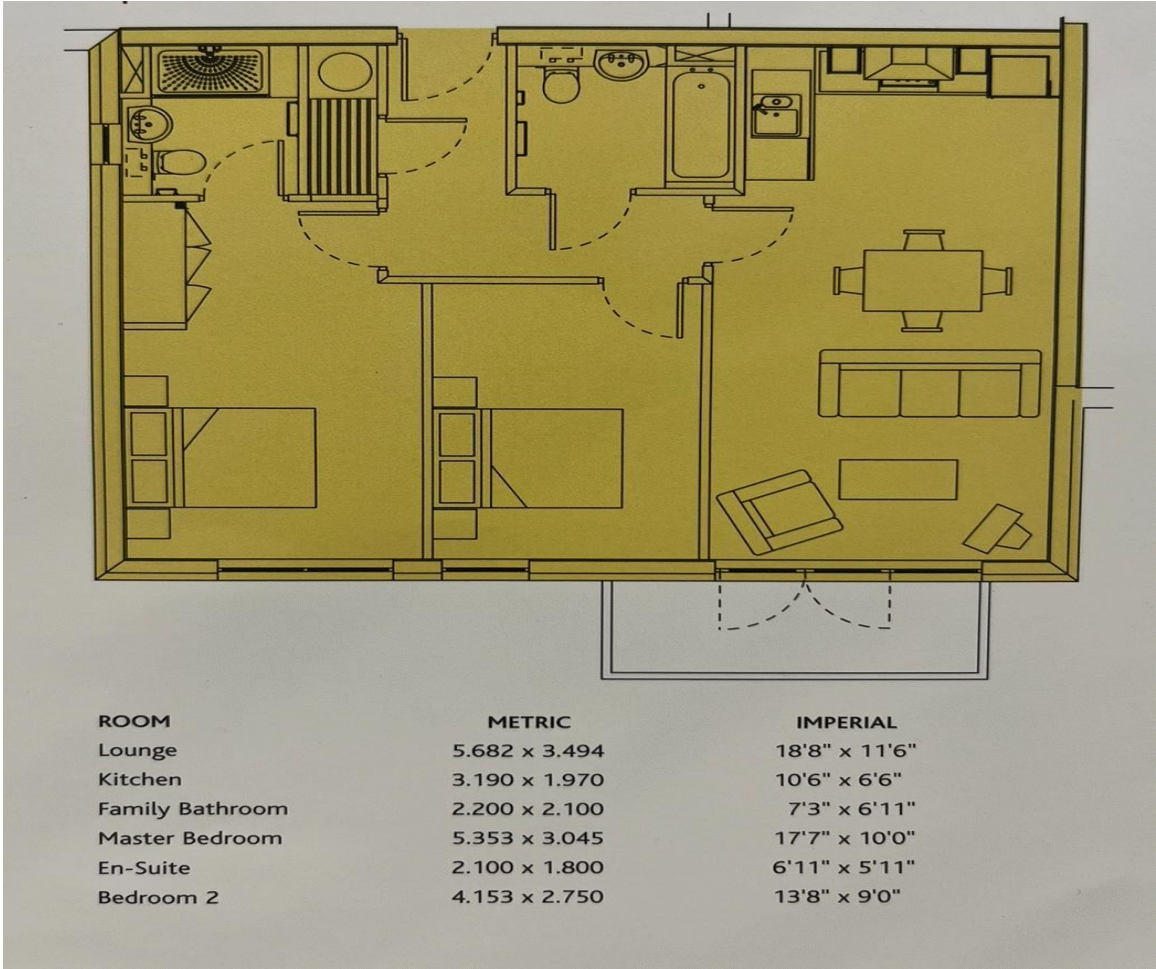 ROOM METRIC IMPERIAL
Lounge 5.682 x 3.494 18'8" x 11'6"
Kitchen 3.190 x 1.970 10'6" x 6'6"
Family Bathroom 2.200 x 2.100 7'3" x 6'11"
Master Bedroom 5.353 x 3.045 17'7" x 10'0"
En-Suite 2.100 x 1.800 6'11" x 5'11"
Bedroom 2 4.153 x 2.750 13'8" x 9'0"